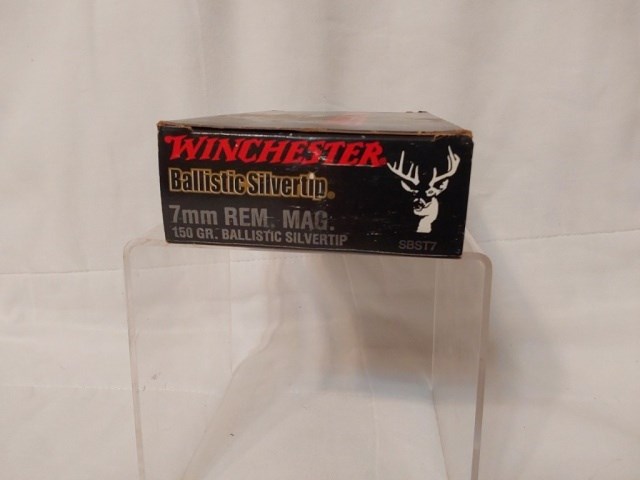 WINCHESTER®
Ballistic Silvertip®
7mm REM. MAG.
150 GR. BALLISTIC SILVERTIP
SBST7